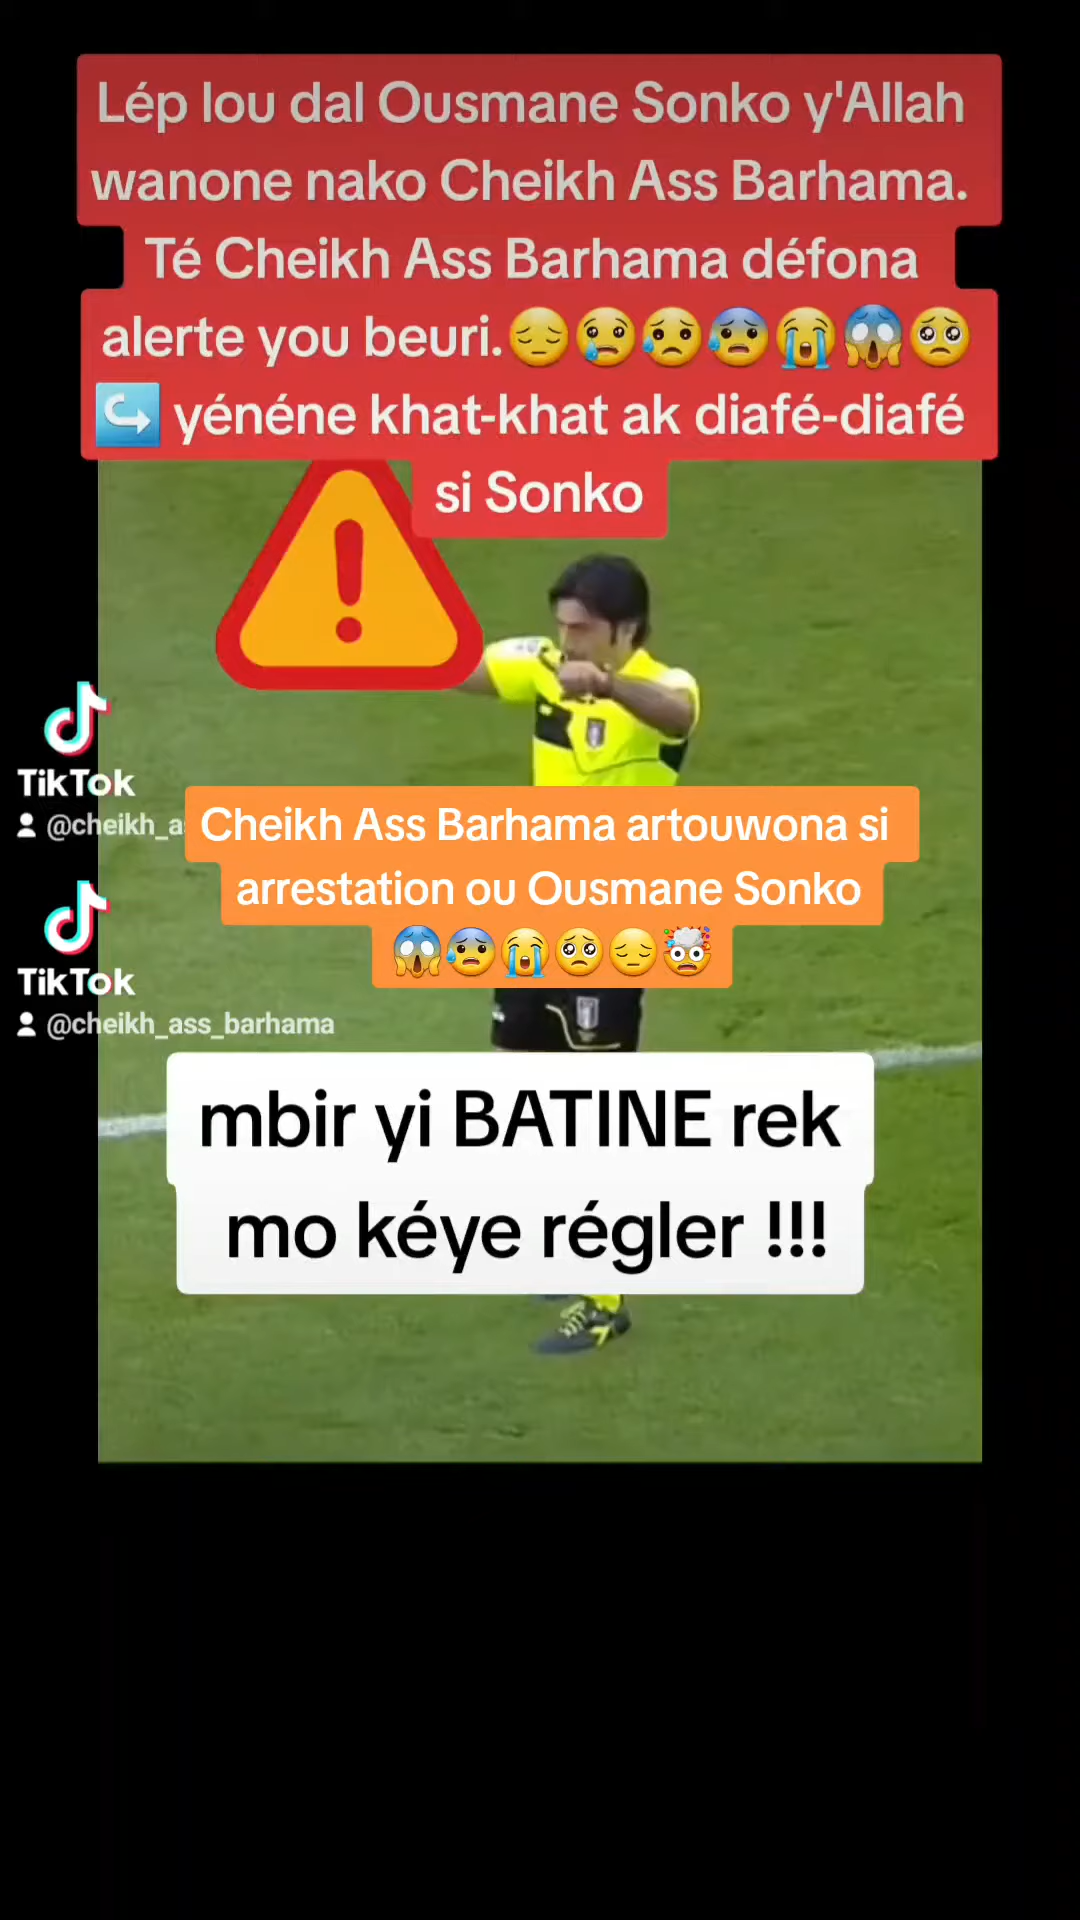 Lép lou dal Ousmane Sonko y'Allah
wanone nako Cheikh Ass Barhama.
Té Cheikh Ass Barhama défona
alerte you beuri.😔😢😥😰😭😱🥺
↪️ yénéne khat-khat ak diafé-diafé
si Sonko
TikTok
@cheikh_a
Cheikh Ass Barhama artouwona si
arrestation ou Ousmane Sonko
😱😰😭🥺😔🤯
TikTok
@cheikh_ass_barhama
mbir yi BATINE rek
mo kéye régler !!!